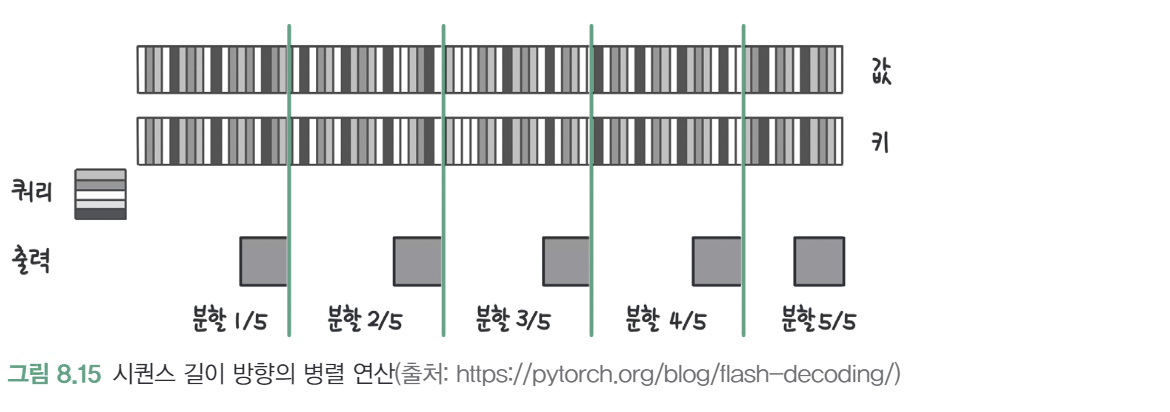 값
키
쿼리
출력
분할 1/5 분할 2/5 분할 3/5 분할 4/5 분할 5/5
그림 8.15 시퀀스 길이 방향의 병렬 연산(출처: https://pytorch.org/blog/flash-decoding/)